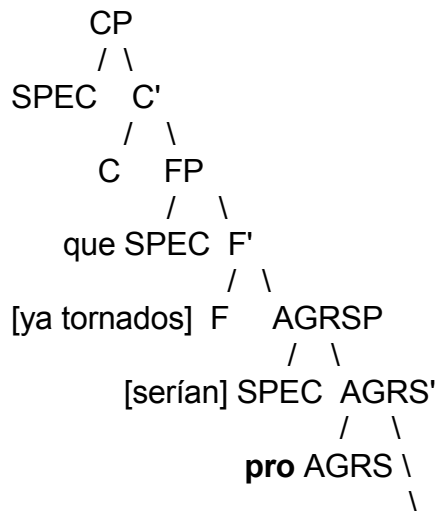 CP
/ \
SPEC C'
/ \
C FP
/ \
que SPEC F'
/ \
[ya tornados] F AGRSP
/ \
[serían] SPEC AGRS'
/ \
pro AGRS \
\